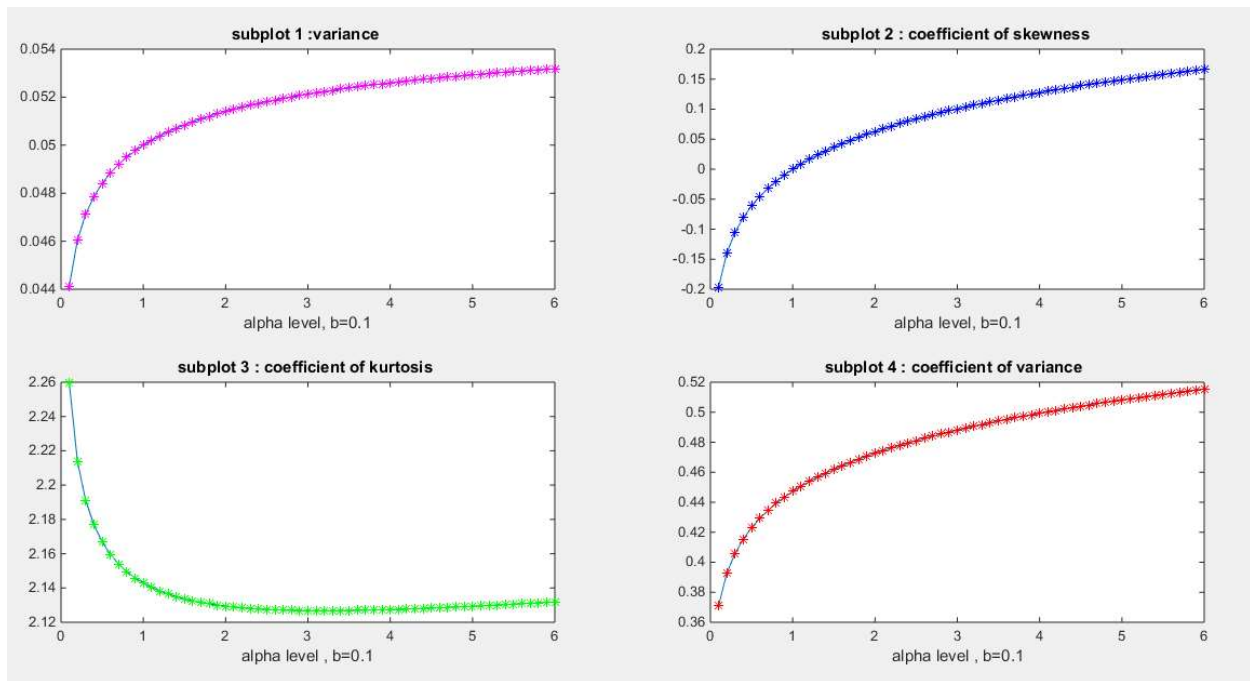 subplot 1 :variance
0.054
0.052
0.05
0.048
0.046
0.044
0 1 2 3 4 5 6
alpha level, b=0.1
subplot 2 : coefficient of skewness
0.2
0.15
0.1
0.05
0
-0.05
-0.1
-0.15
-0.2
0 1 2 3 4 5 6
alpha level, b=0.1
subplot 3 : coefficient of kurtosis
2.26
2.24
2.22
2.2
2.18
2.16
2.14
2.12
0 1 2 3 4 5 6
alpha level , b=0.1
subplot 4 : coefficient of variance
0.52
0.5
0.48
0.46
0.44
0.42
0.4
0.38
0.36
0 1 2 3 4 5 6
alpha level , b=0.1